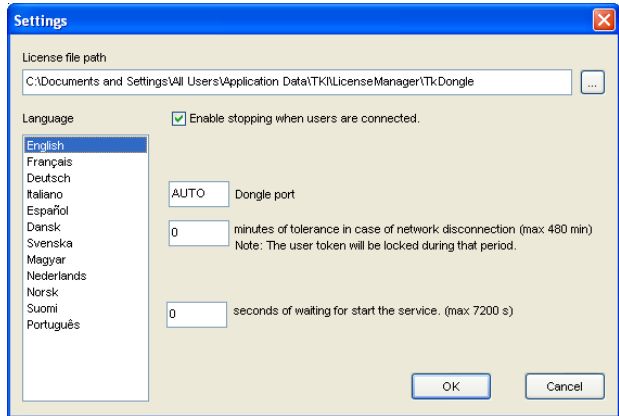 Settings
License file path
C:\Documents and Settings\All Users\Application Data\TKI\LicenseManager\TkDongle
...
Language
Enable stopping when users are connected.
English
Français
Deutsch
Italiano
Español
Dansk
Svenska
Magyar
Nederlands
Norsk
Suomi
Português
AUTO Dongle port
0 minutes of tolerance in case of network disconnection (max 480 min)
Note: The user token will be locked during that period.
0 seconds of waiting for start the service. (max 7200 s)
OK Cancel